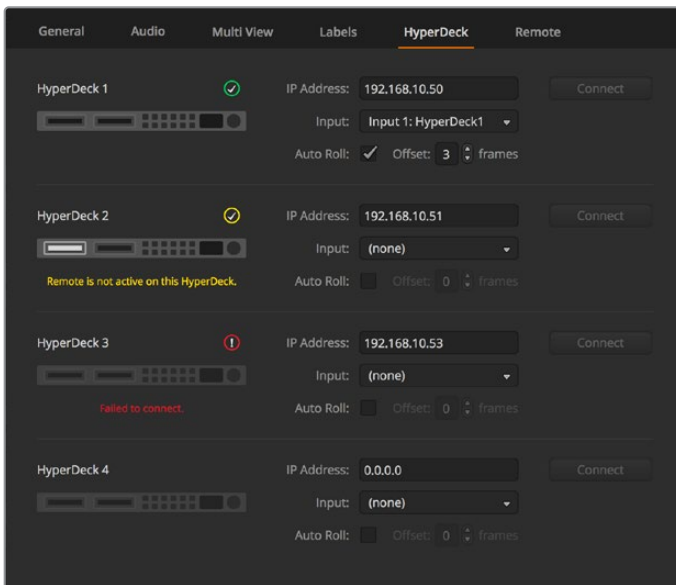 General Audio Multi View Labels HyperDeck Remote
HyperDeck 1 IP Address: 192.168.10.50 Connect
Input: Input 1: HyperDeck1
Auto Roll: Offset: 3 frames
HyperDeck 2 IP Address: 192.168.10.51 Connect
Input: (none)
Remote is not active on this HyperDeck. Auto Roll: Offset: 0 frames
HyperDeck 3 IP Address: 192.168.10.53 Connect
Input: (none)
Failed to connect. Auto Roll: Offset: 0 frames
HyperDeck 4 IP Address: 0.0.0.0 Connect
Input: (none)
Auto Roll: Offset: 0 frames